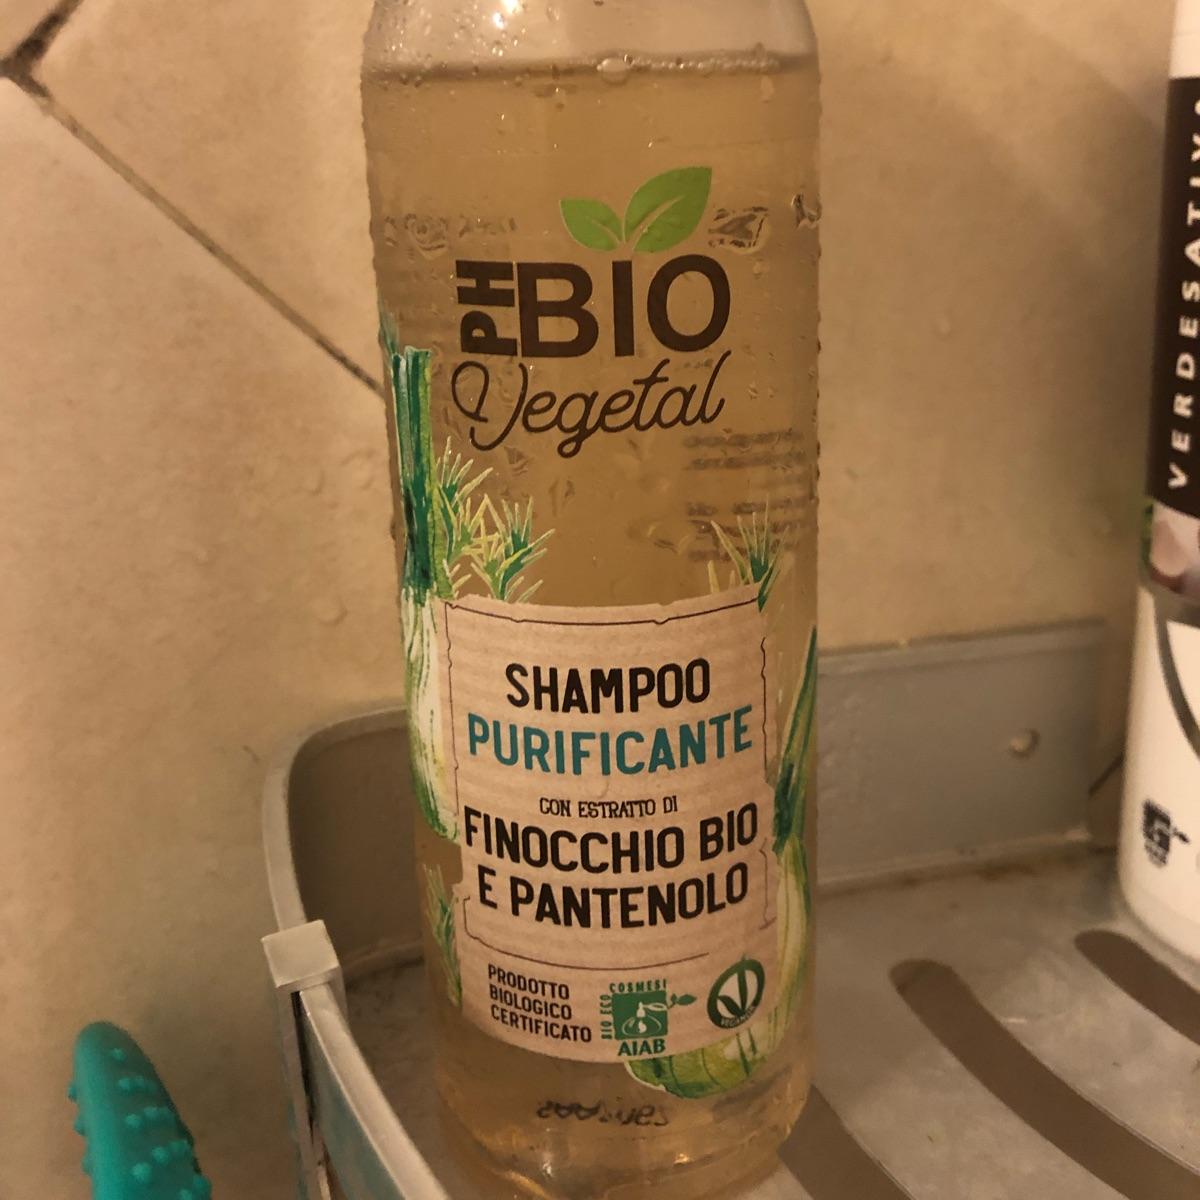 PH BIO
Vegetal
SHAMPOO
PURIFICANTE
CON ESTRATTO DI
FINOCCHIO BIO
E PANTENOLO
PRODOTTO
BIOLOGICO
CERTIFICATO
BIO ECO COSMESI
AIAB
VERDESATIVA